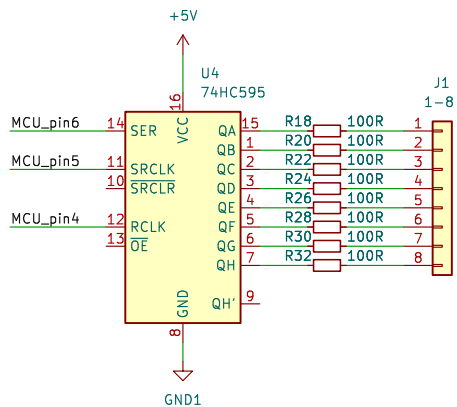 +5V
U4
74HC595
J1
1-8
16
VCC
MCU_pin6 14 SER QA 15 R18 100R 1
QB 1 R20 100R 2
MCU_pin5 11 SRCLK QC 2 R22 100R 3
10 SRCLR QD 3 R24 100R 4
QE 4 R26 100R 5
MCU_pin4 12 RCLK QF 5 R28 100R 6
13 OE QG 6 R30 100R 7
QH 7 R32 100R 8
GND QH' 9
8
GND1